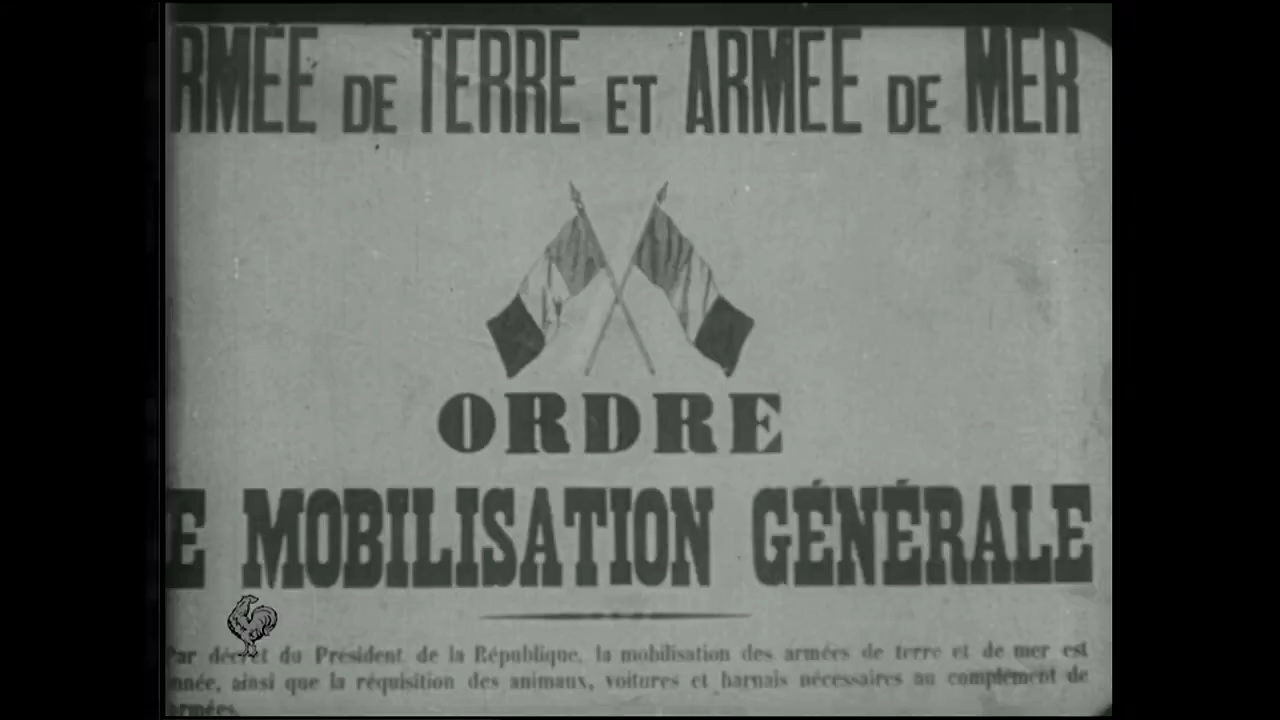 RMÉE DE TERRE ET ARMÉE DE MER
ORDRE
E MOBILISATION GÉNÉRALE
Par décret du Président de la République, la mobilisation des armées de terre et de mer est
nnée, ainsi que la réquisition des animaux, voitures et harnais nécessaires au complément de
armées.